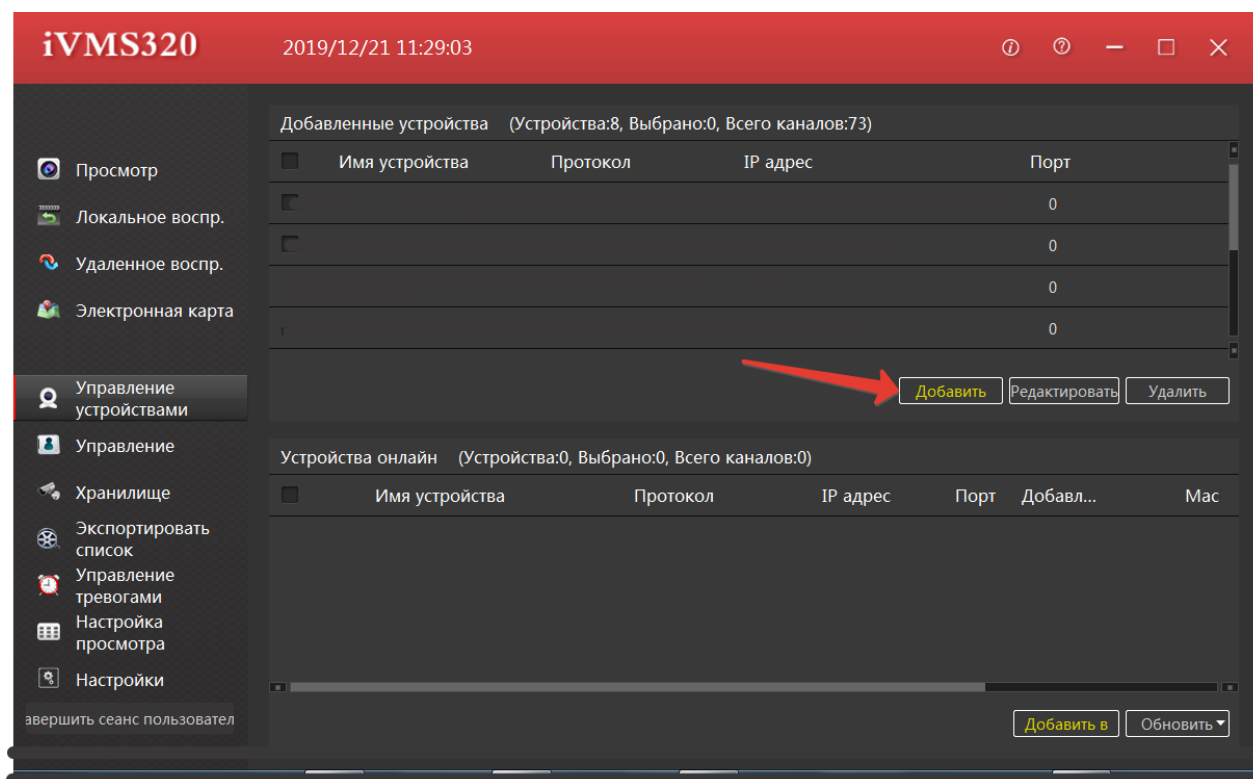 iVMS320
2019/12/21 11:29:03
Просмотр
Локальное воспр.
Удаленное воспр.
Электронная карта
Управление
устройствами
Управление
Хранилище
Экспортировать
список
Управление
тревогами
Настройка
просмотра
Настройки
авершить сеанс пользовател
Добавленные устройства (Устройства:8, Выбрано:0, Всего каналов:73)
Имя устройства Протокол IP адрес Порт
0
0
0
0
Добавить Редактировать Удалить
Устройства онлайн (Устройства:0, Выбрано:0, Всего каналов:0)
Имя устройства Протокол IP адрес Порт Добавл... Mac
Добавить в Обновить